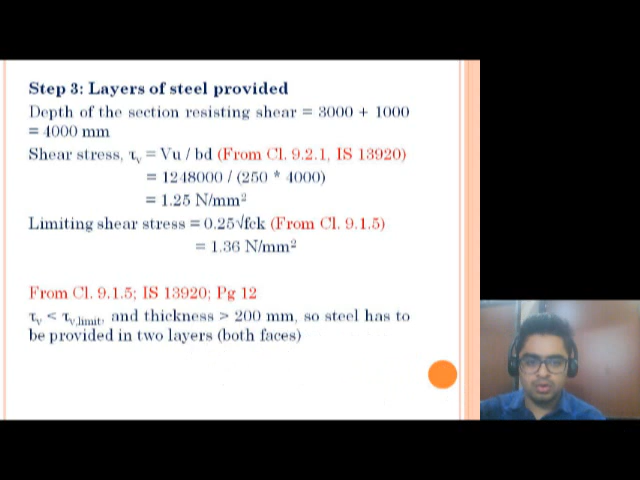 Step 3: Layers of steel provided
Depth of the section resisting shear = 3000 + 1000
= 4000 mm
Shear stress, τv = Vu / bd (From Cl. 9.2.1, IS 13920)
= 1248000 / (250 * 4000)
= 1.25 N/mm²
Limiting shear stress = 0.25√fck (From Cl. 9.1.5)
= 1.36 N/mm²
From Cl. 9.1.5; IS 13920; Pg 12
τv < τv,limit, and thickness > 200 mm, so steel has to
be provided in two layers (both faces)